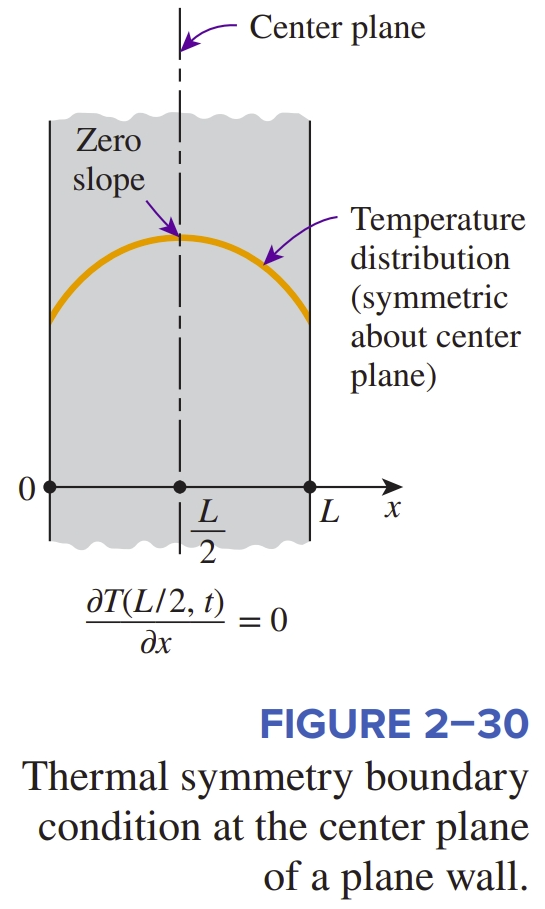 Center plane
Zero
slope
Temperature
distribution
(symmetric
about center
plane)
0
L
2
L
x
∂T(L/2, t)
∂x
= 0
FIGURE 2–30
Thermal symmetry boundary
condition at the center plane
of a plane wall.